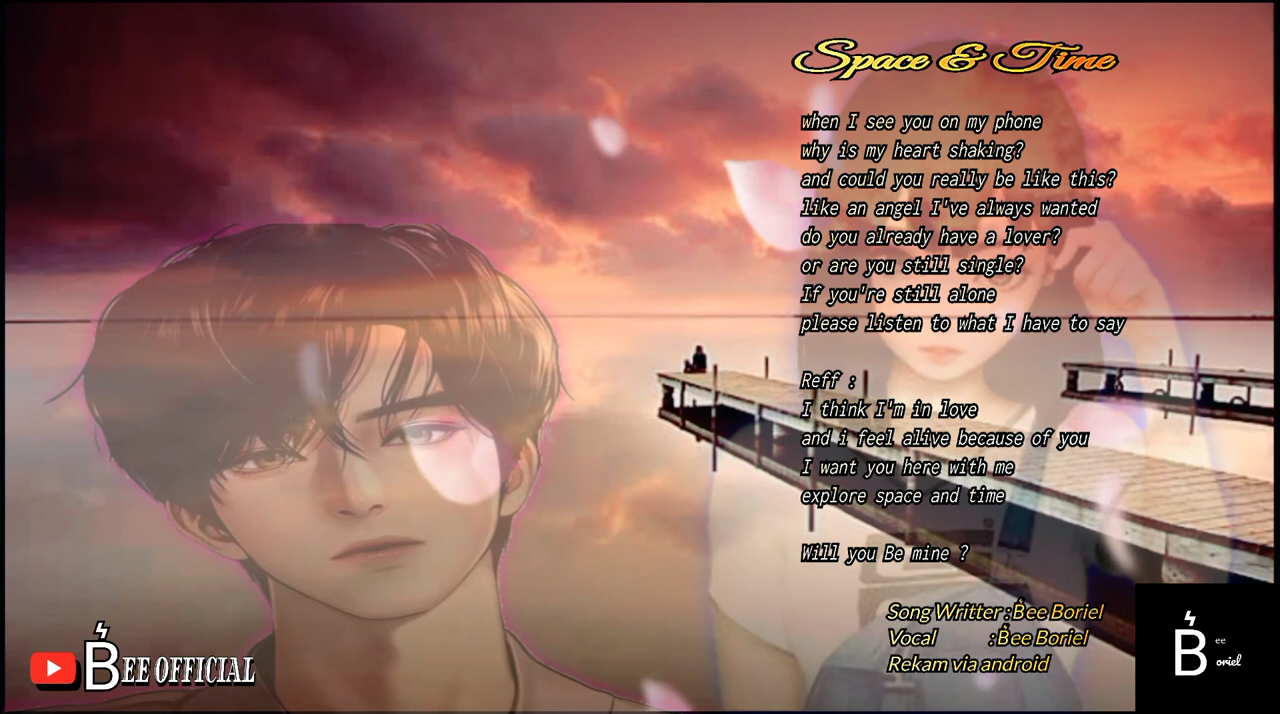 Space & Time
when I see you on my phone
why is my heart shaking?
and could you really be like this?
like an angel I've always wanted
do you already have a lover?
or are you still single?
If you're still alone
please listen to what I have to say
Reff :
I think I'm in love
and i feel alive because of you
I want you here with me
explore space and time
Will you Be mine ?
Song Writter : Bee Boriel
Vocal : Bee Boriel
Rekam via android
BEE OFFICIAL
Bee Boriel